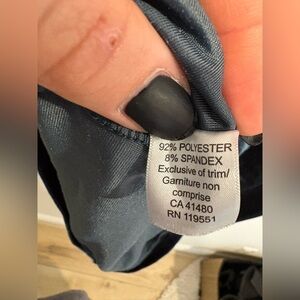 92% POLYESTER
8% SPANDEX
Exclusive of trim/
Garniture non
comprise
CA 41480
RN 119551